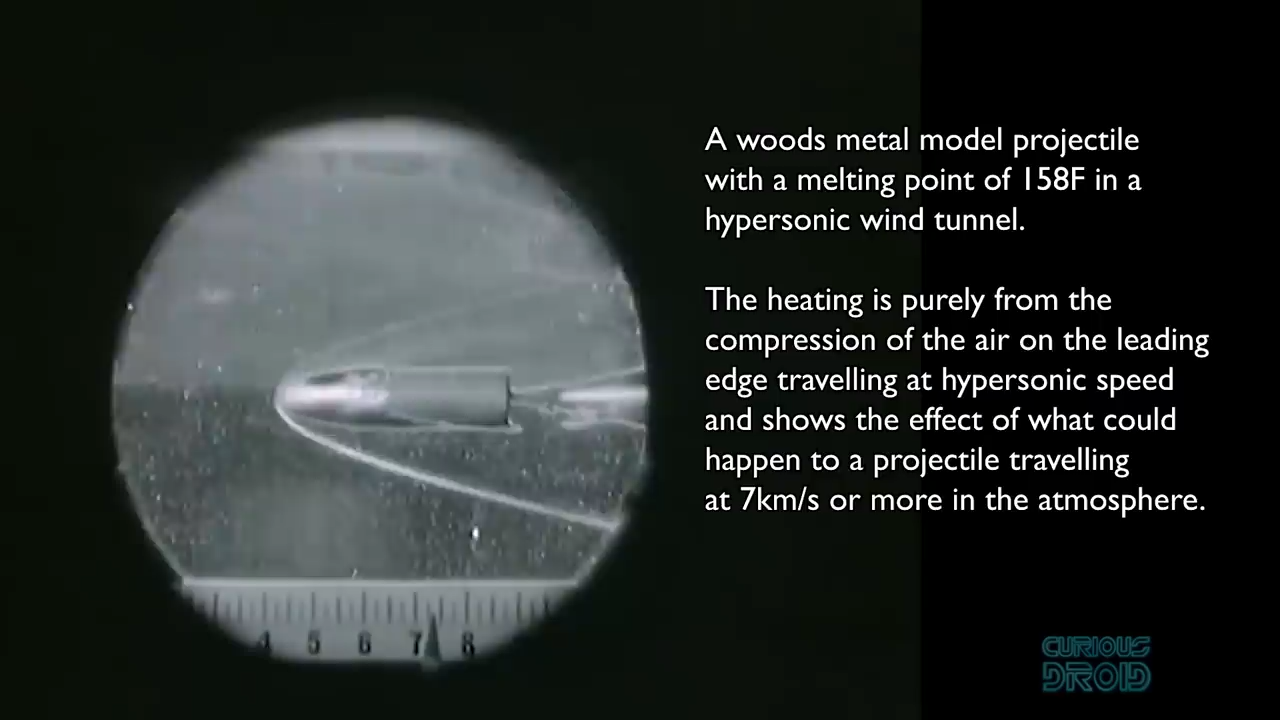 A woods metal model projectile
with a melting point of 158F in a
hypersonic wind tunnel.
The heating is purely from the
compression of the air on the leading
edge travelling at hypersonic speed
and shows the effect of what could
happen to a projectile travelling
at 7km/s or more in the atmosphere.
4 5 6 7 8
CURIOUS
DROID